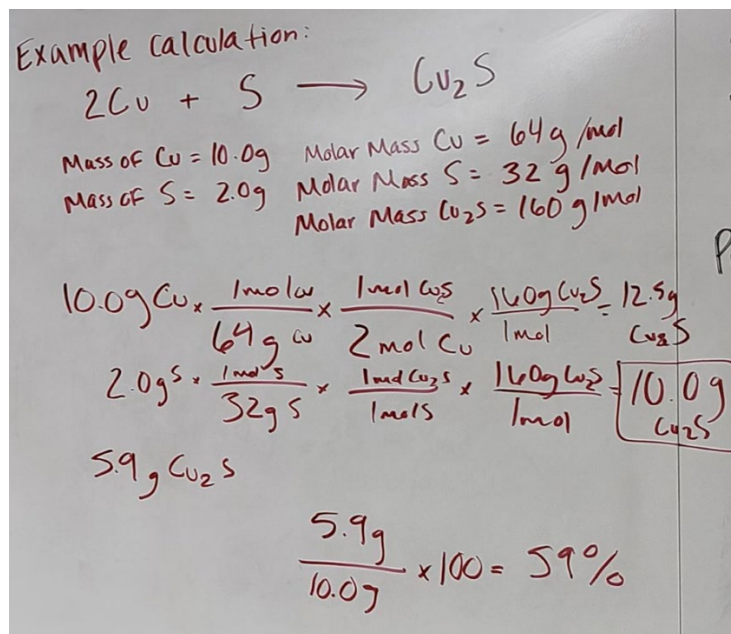 Example Calculation:
2Cu + S → Cu₂S
Mass of Cu = 10.0g Molar Mass Cu = 64g/mol
Mass of S = 2.0g Molar Mass S = 32 g/mol
Molar Mass Cu₂S = 160 g/mol
P
10.0g Cu × 1mol Cu / 64g Cu × 1mol Cu₂S / 2 mol Cu × 160g Cu₂S / 1mol = 12.5g Cu₂S
2.0g S × 1mol S / 32g S × 1mol Cu₂S / 1mol S × 160g Cu₂S / 1mol = 10.0g Cu₂S
5.9g Cu₂S
5.9g / 10.0g × 100 = 59%